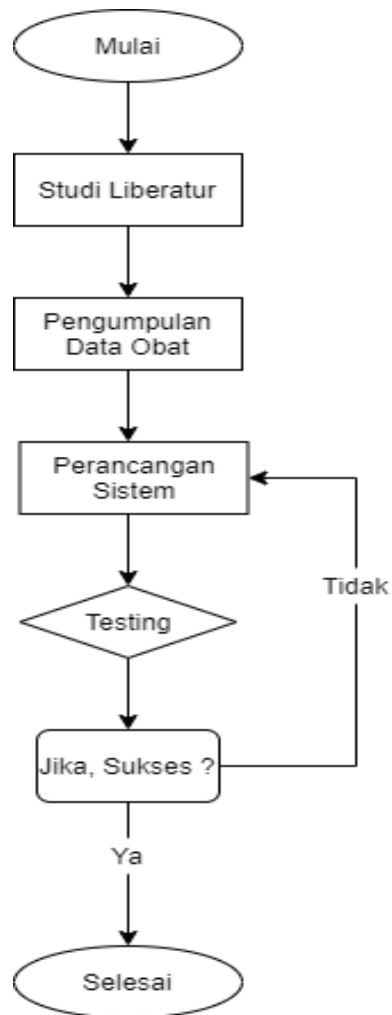 Mulai
Studi Liberatur
Pengumpulan
Data Obat
Perancangan
Sistem
Tidak
Testing
Jika, Sukses ?
Ya
Selesai